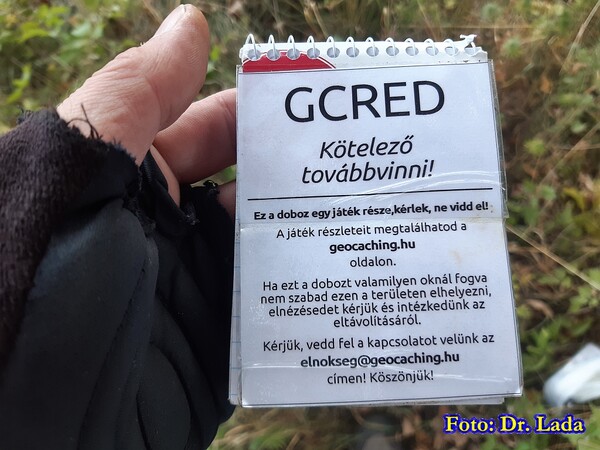 GCRED
Kötelező
továbbvinni!
Ez a doboz egy játék része,kérlek, ne vidd el!
A játék részleteit megtalálhatod a
geocaching.hu
oldalon.
Ha ezt a dobozt valamilyen oknál fogva
nem szabad ezen a területen elhelyezni,
elnézésedet kérjük és intézkedünk az
eltávolításáról.
Kérjük, vedd fel a kapcsolatot velünk az
elnokseg@geocaching.hu
címen! Köszönjük!
Foto: Dr. Lada